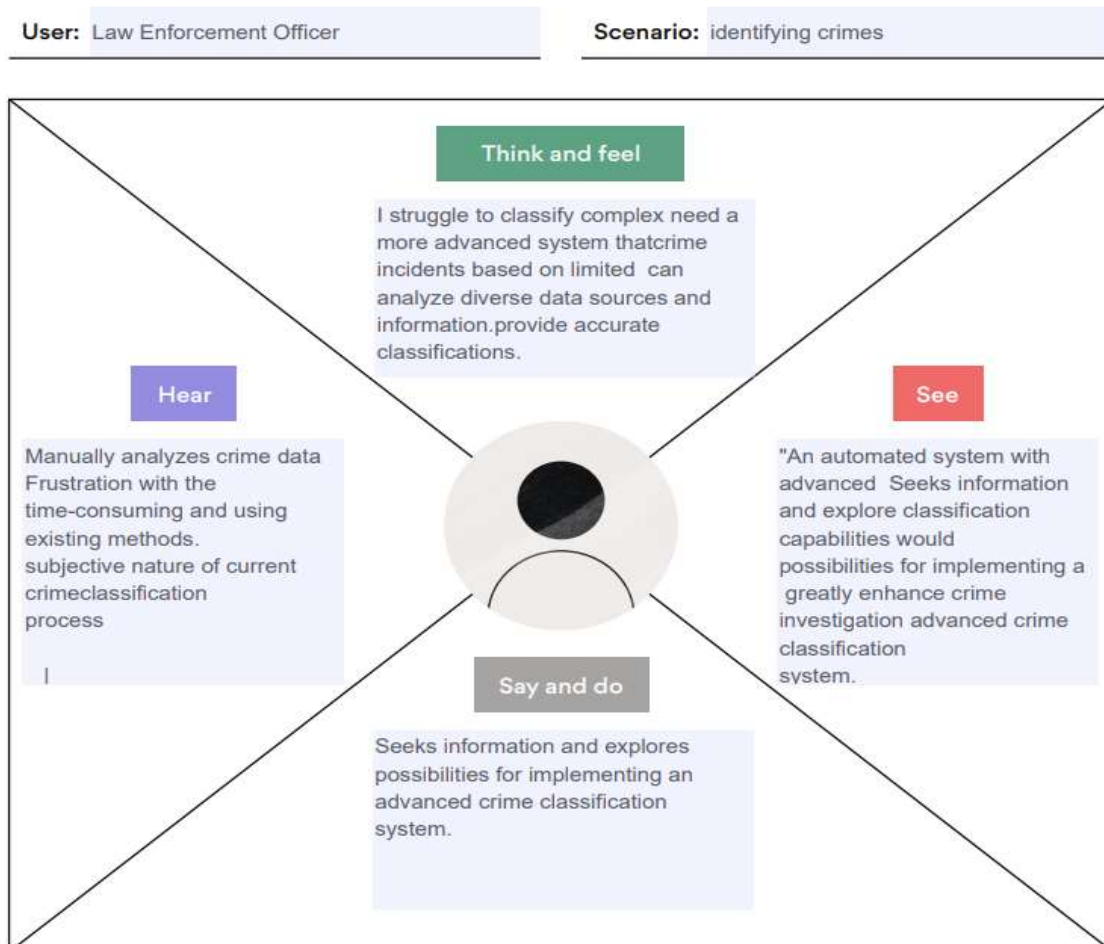 User: Law Enforcement Officer
Scenario: identifying crimes
Think and feel
I struggle to classify complex need a
more advanced system thatcrime
incidents based on limited  can
analyze diverse data sources and
information.provide accurate
classifications.
Hear
Manually analyzes crime data
Frustration with the
time-consuming and using
existing methods.
subjective nature of current
crimeclassification
process
See
"An automated system with
advanced  Seeks information
and explore classification
capabilities would
possibilities for implementing a
greatly enhance crime
investigation advanced crime
classification
system.
Say and do
Seeks information and explores
possibilities for implementing an
advanced crime classification
system.